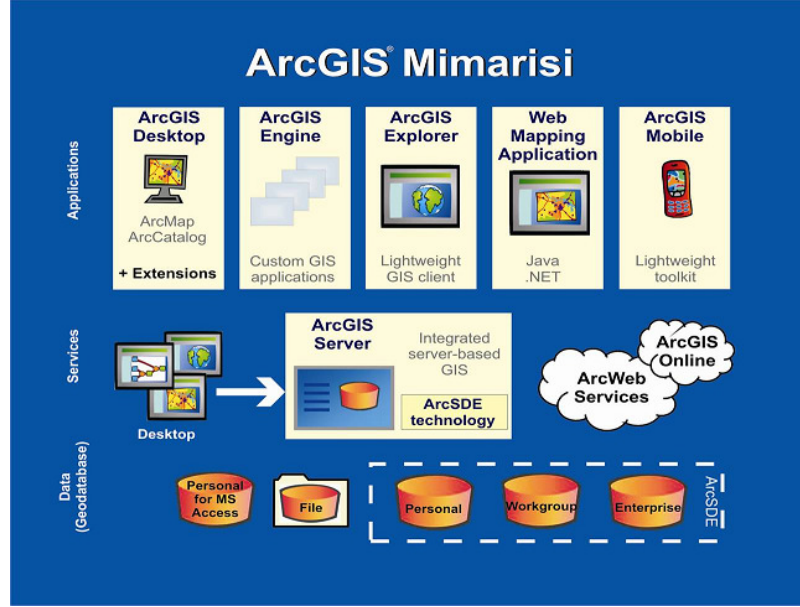 ArcGIS® Mimarisi
Applications
ArcGIS
Desktop
ArcMap
ArcCatalog
+ Extensions
ArcGIS
Engine
Custom GIS
applications
ArcGIS
Explorer
Lightweight
GIS client
Web
Mapping
Application
Java
.NET
ArcGIS
Mobile
Lightweight
toolkit
Services
Desktop
ArcGIS
Server
Integrated
server-based
GIS
ArcSDE
technology
ArcWeb
Services
ArcGIS
Online
Data
(Geodatabase)
Personal
for MS
Access
File
Personal
Workgroup
Enterprise
ArcSDE